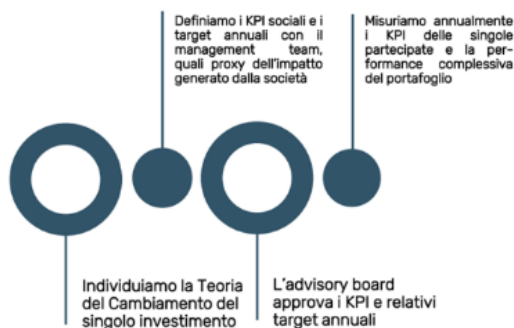 Definiamo i KPI sociali e i
target annuali con il
management team,
quali proxy dell'impatto
generato dalla società
Misuriamo annualmente
i KPI delle singole
partecipate e la per-
formance complessiva
del portafoglio
Individuiamo la Teoria
del Cambiamento del
singolo investimento
L'advisory board
approva i KPI e relativi
target annuali